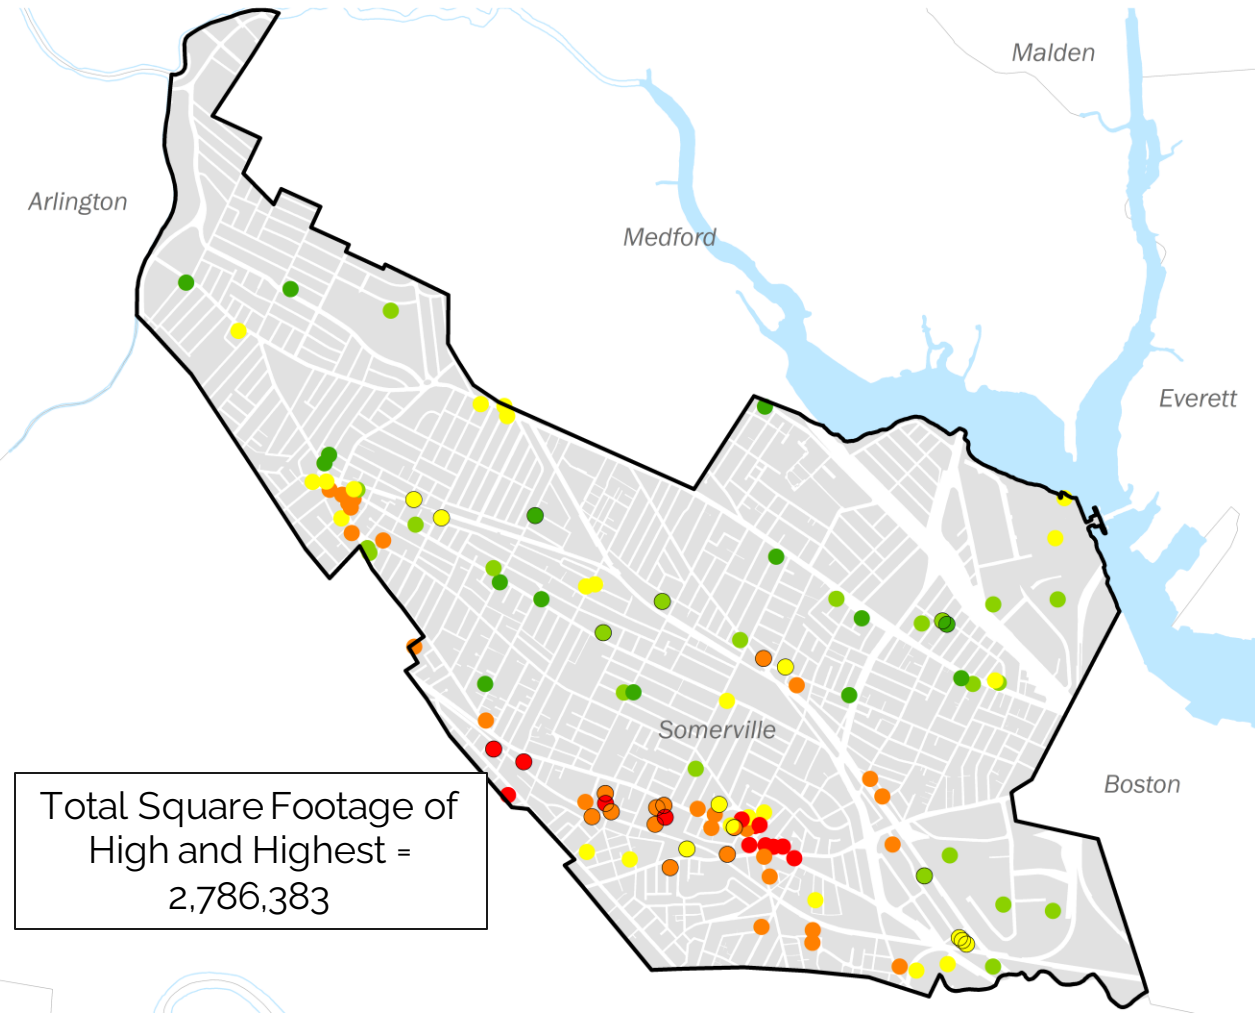 Malden
Arlington
Medford
Everett
Somerville
Boston
Total Square Footage of
High and Highest =
2,786,383